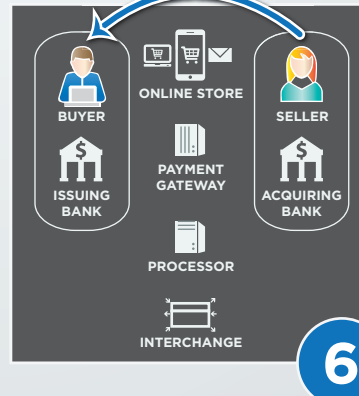 ONLINE STORE
BUYER
SELLER
$
PAYMENT
GATEWAY
$
ISSUING
BANK
ACQUIRING
BANK
PROCESSOR
INTERCHANGE
6